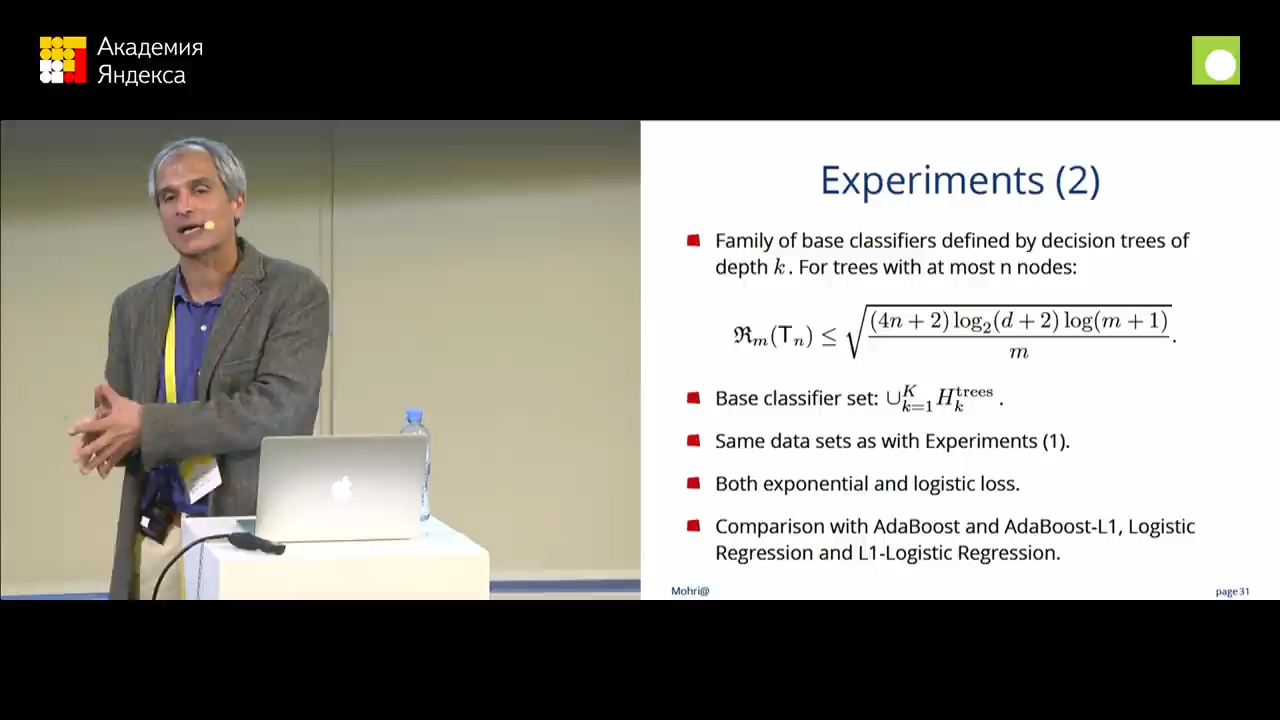 Академия
Яндекса
Experiments (2)
Family of base classifiers defined by decision trees of
depth k. For trees with at most n nodes:
ℜₘ(Tₙ) ≤ √((4n + 2) log₂(d + 2) log(m + 1) / m).
Base classifier set: ∪_{k=1}^{K} H_k^{trees}.
Same data sets as with Experiments (1).
Both exponential and logistic loss.
Comparison with AdaBoost and AdaBoost-L1, Logistic
Regression and L1-Logistic Regression.
Mohri@
page 31